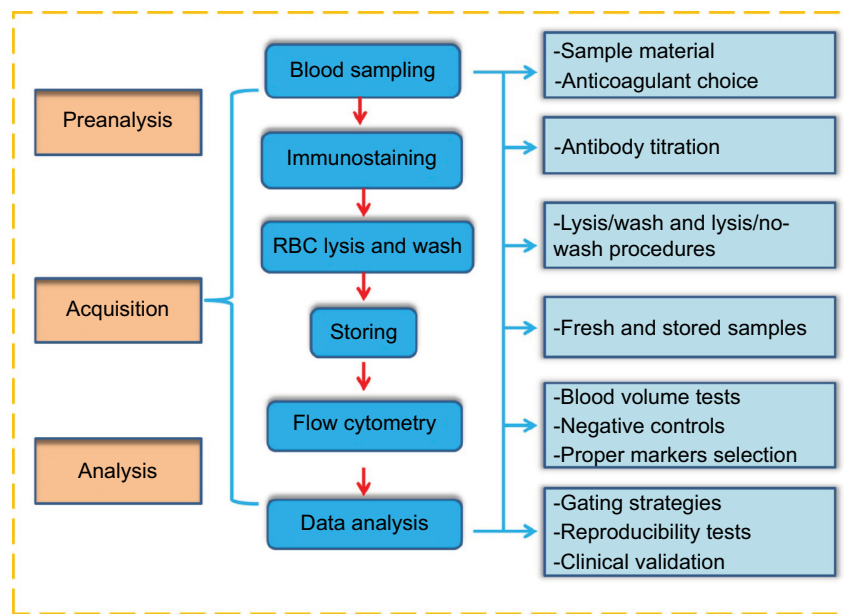 Preanalysis
Acquisition
Analysis
Blood sampling
Immunostaining
RBC lysis and wash
Storing
Flow cytometry
Data analysis
-Sample material
-Anticoagulant choice
-Antibody titration
-Lysis/wash and lysis/no-
wash procedures
-Fresh and stored samples
-Blood volume tests
-Negative controls
-Proper markers selection
-Gating strategies
-Reproducibility tests
-Clinical validation